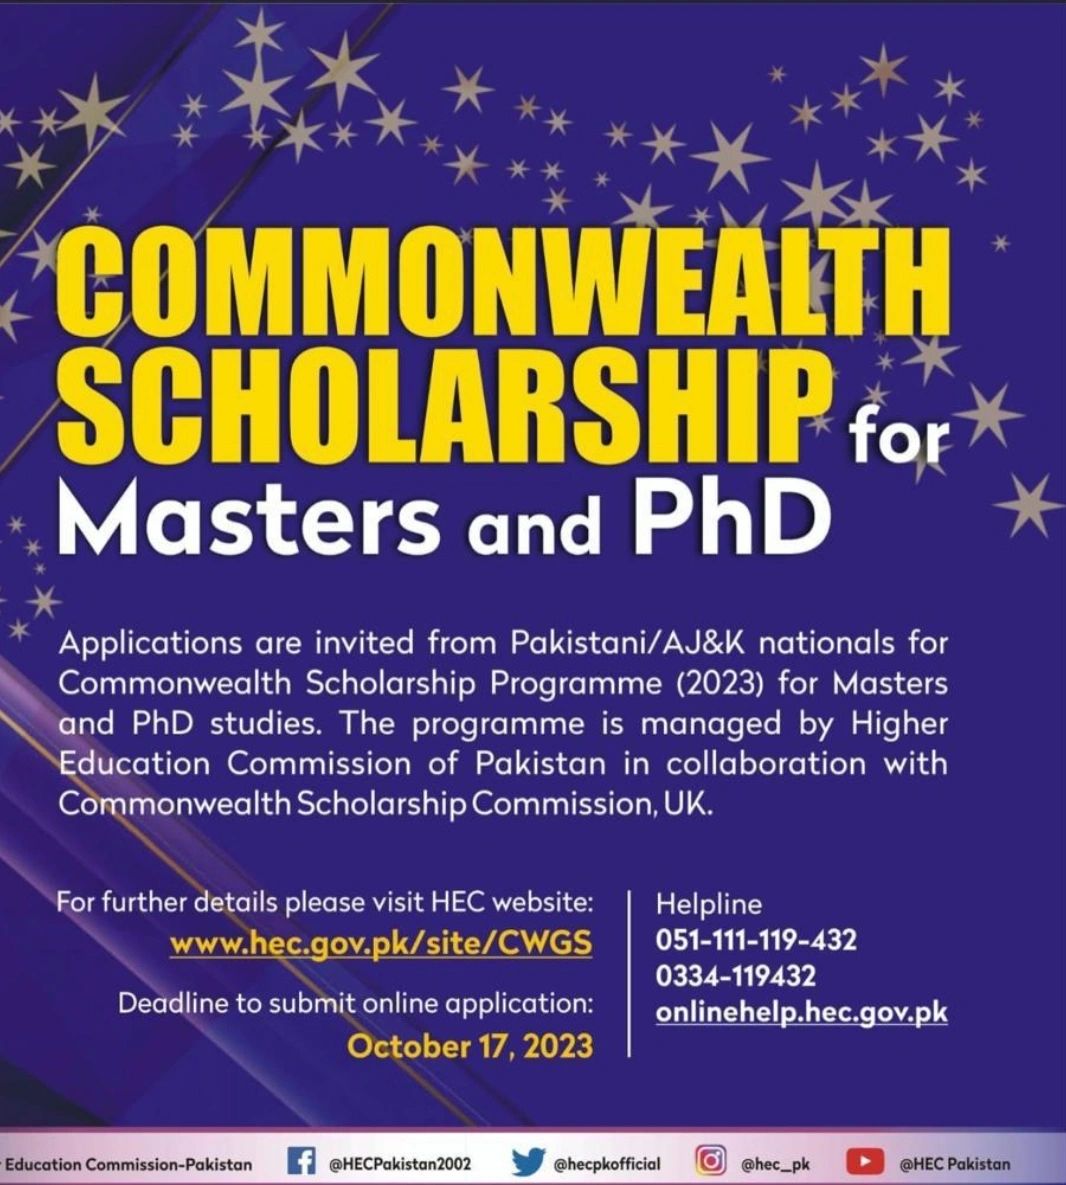 COMMONWEALTH
SCHOLARSHIP for
Masters and PhD
Applications are invited from Pakistani/AJ&K nationals for
Commonwealth Scholarship Programme (2023) for Masters
and PhD studies. The programme is managed by Higher
Education Commission of Pakistan in collaboration with
Commonwealth Scholarship Commission, UK.
For further details please visit HEC website:
www.hec.gov.pk/site/CWGS
Deadline to submit online application:
October 17, 2023
Helpline
051-111-119-432
0334-119432
onlinehelp.hec.gov.pk
Education Commission-Pakistan @HECPakistan2002 @hecpkofficial @hec_pk @HEC Pakistan